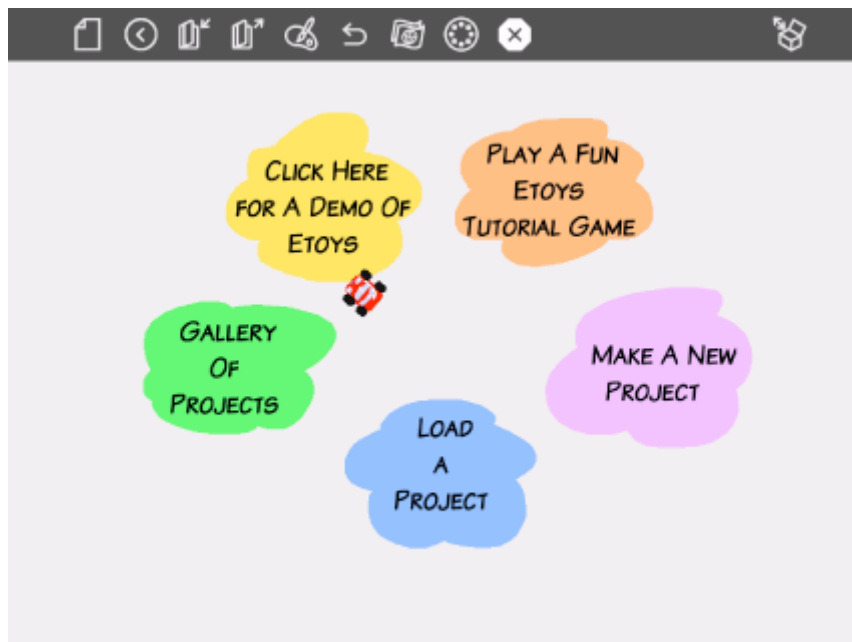 Click Here
for A Demo Of
Etoys
Play A Fun
Etoys
Tutorial Game
Gallery
Of
Projects
Make A New
Project
Load
A
Project